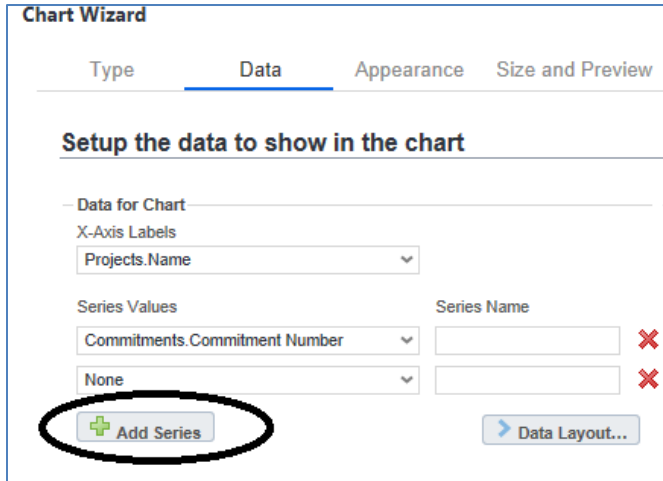 Chart Wizard
Type Data Appearance Size and Preview
Setup the data to show in the chart
Data for Chart
X-Axis Labels
Projects.Name
Series Values Series Name
Commitments.Commitment Number
None
Add Series Data Layout...